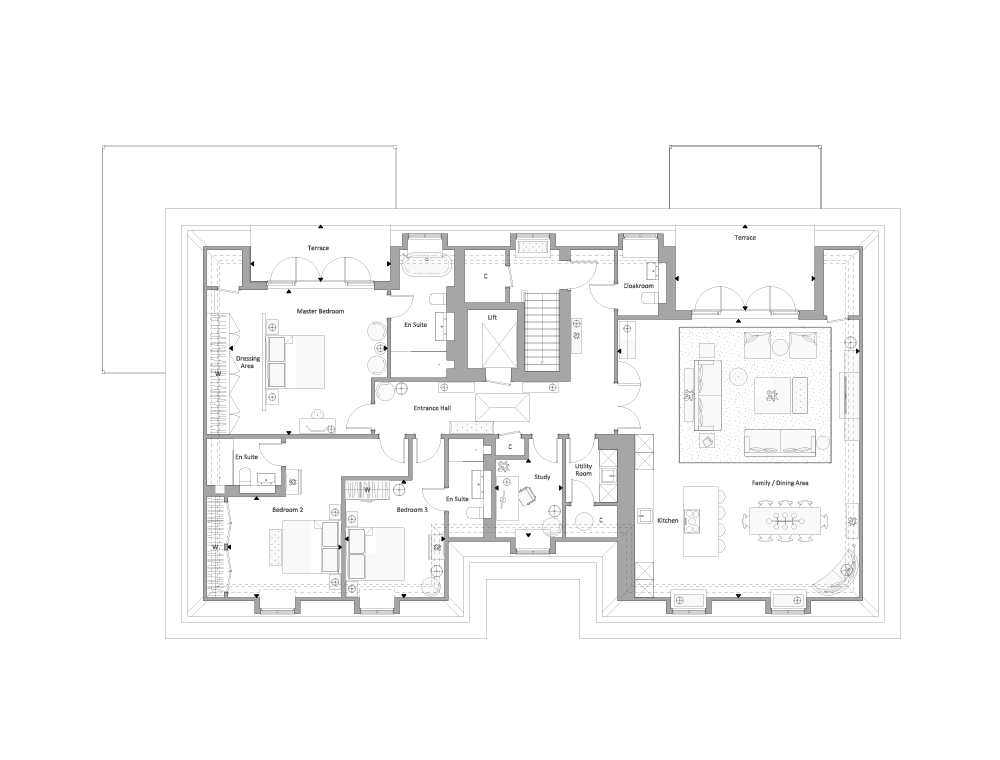 Terrace
Terrace
C
Cloakroom
Master Bedroom
Lift
En Suite
Dressing
Area
W
Entrance Hall
C
En Suite
Utility
Room
Study
Family / Dining Area
W
En Suite
Bedroom 2
Bedroom 3
Kitchen
C
W